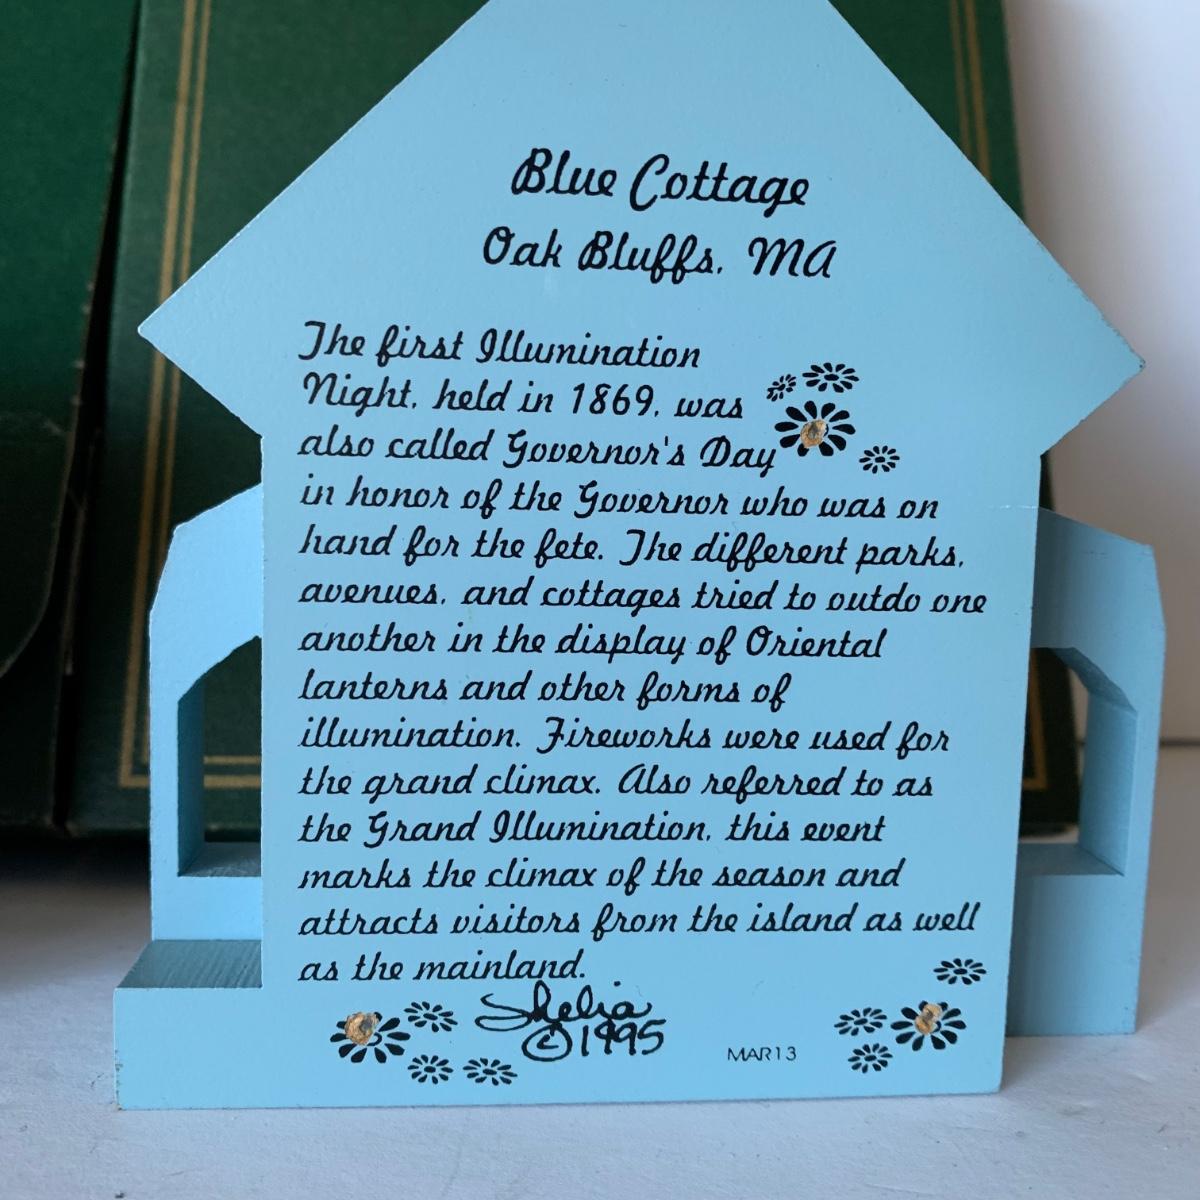 Blue Cottage
Oak Bluffs, MA
The first Illumination
Night, held in 1869, was
also called Governor's Day
in honor of the Governor who was on
hand for the fete. The different parks,
avenues, and cottages tried to outdo one
another in the display of Oriental
lanterns and other forms of
illumination. Fireworks were used for
the grand climax. Also referred to as
the Grand Illumination, this event
marks the climax of the season and
attracts visitors from the island as well
as the mainland.
Shelia
©1995
MAR13